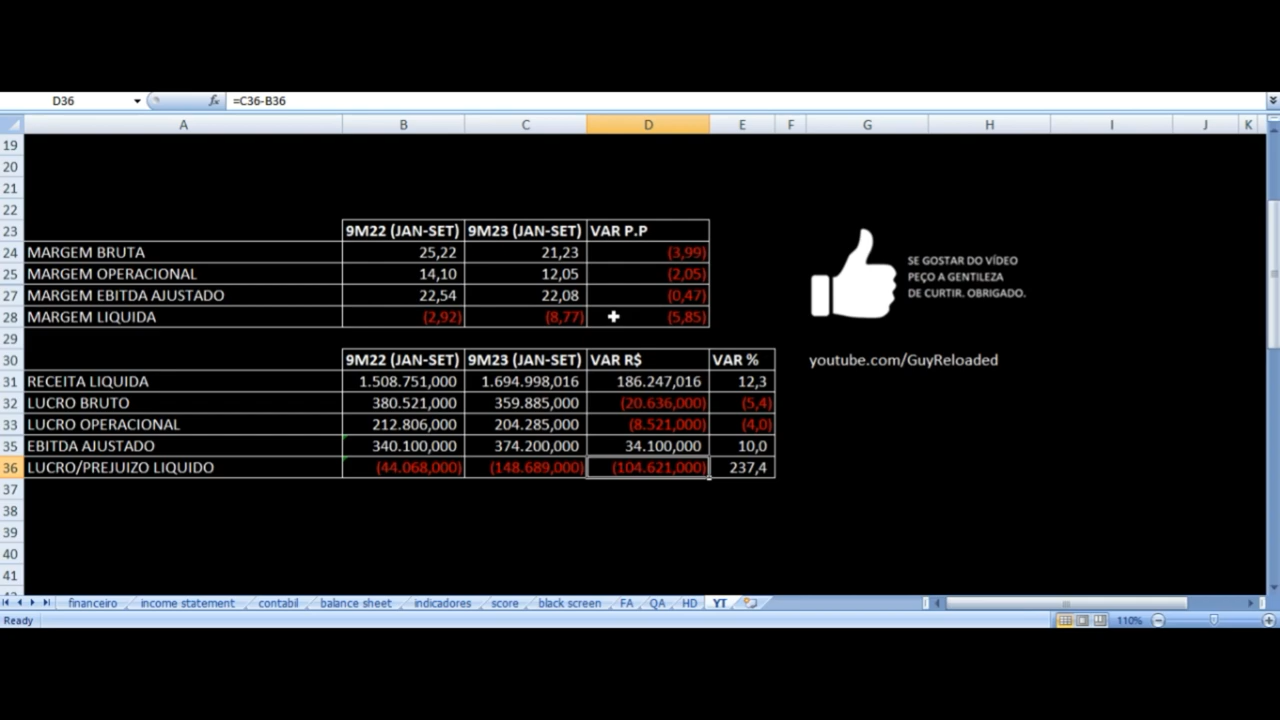 D36 =C36-B36
A B C D E F G H I J K
19
20
21
22
23 9M22 (JAN-SET) 9M23 (JAN-SET) VAR P.P
24 MARGEM BRUTA 25,22 21,23 (3,99)
25 MARGEM OPERACIONAL 14,10 12,05 (2,05)
27 MARGEM EBITDA AJUSTADO 22,54 22,08 (0,47)
28 MARGEM LIQUIDA (2,92) (8,77) (5,85)
SE GOSTAR DO VÍDEO
PEÇO A GENTILEZA
DE CURTIR. OBRIGADO.
29
30 9M22 (JAN-SET) 9M23 (JAN-SET) VAR R$ VAR %
youtube.com/GuyReloaded
31 RECEITA LIQUIDA 1.508.751,000 1.694.998,016 186.247,016 12,3
32 LUCRO BRUTO 380.521,000 359.885,000 (20.636,000) (5,4)
33 LUCRO OPERACIONAL 212.806,000 204.285,000 (8.521,000) (4,0)
35 EBITDA AJUSTADO 340.100,000 374.200,000 34.100,000 10,0
36 LUCRO/PREJUIZO LIQUIDO (44.068,000) (148.689,000) (104.621,000) 237,4
37
38
39
40
41
financeiro income statement contabil balance sheet indicadores score black screen FA QA HD YT
Ready 110%